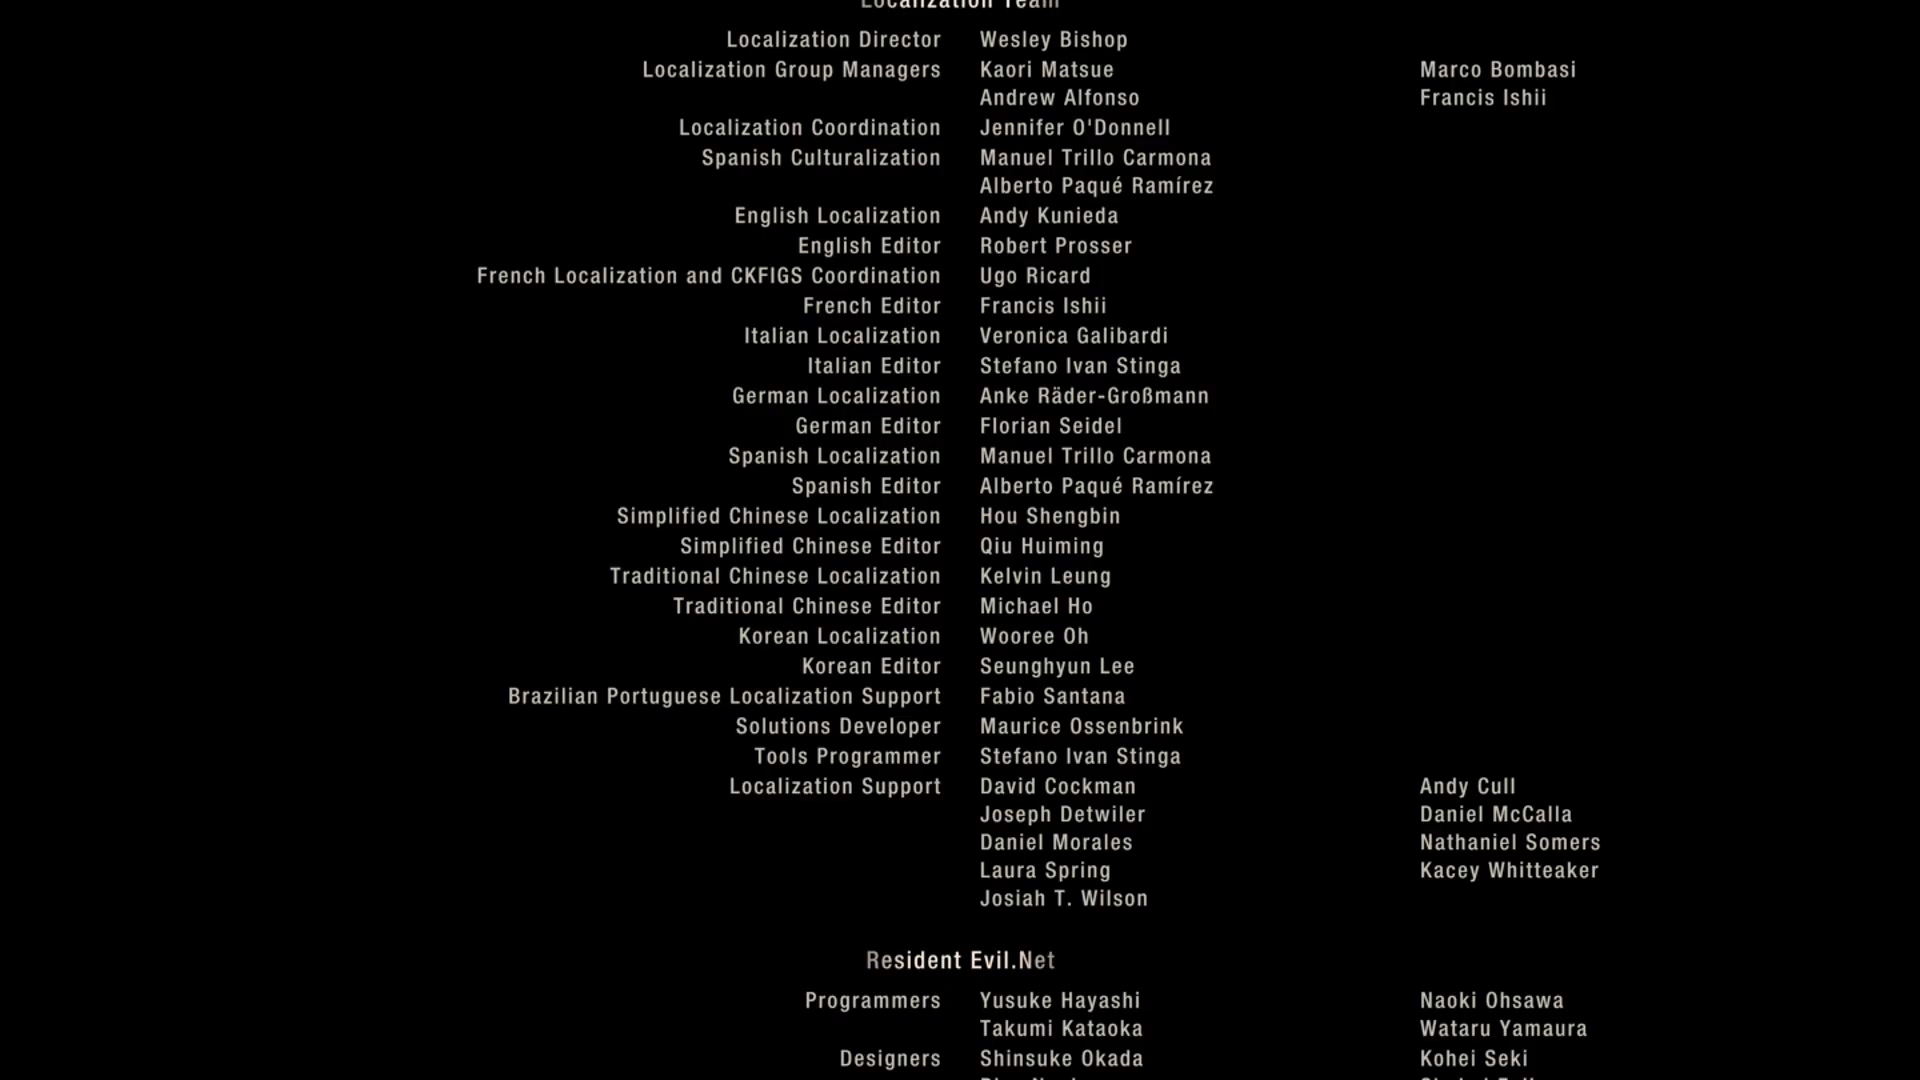 Localization Team
Localization Director Wesley Bishop
Localization Group Managers Kaori Matsue Marco Bombasi
Andrew Alfonso Francis Ishii
Localization Coordination Jennifer O'Donnell
Spanish Culturalization Manuel Trillo Carmona
Alberto Paqué Ramírez
English Localization Andy Kunieda
English Editor Robert Prosser
French Localization and CKFIGS Coordination Ugo Ricard
French Editor Francis Ishii
Italian Localization Veronica Galibardi
Italian Editor Stefano Ivan Stinga
German Localization Anke Räder-Großmann
German Editor Florian Seidel
Spanish Localization Manuel Trillo Carmona
Spanish Editor Alberto Paqué Ramírez
Simplified Chinese Localization Hou Shengbin
Simplified Chinese Editor Qiu Huiming
Traditional Chinese Localization Kelvin Leung
Traditional Chinese Editor Michael Ho
Korean Localization Wooree Oh
Korean Editor Seunghyun Lee
Brazilian Portuguese Localization Support Fabio Santana
Solutions Developer Maurice Ossenbrink
Tools Programmer Stefano Ivan Stinga
Localization Support David Cockman Andy Cull
Joseph Detwiler Daniel McCalla
Daniel Morales Nathaniel Somers
Laura Spring Kacey Whitteaker
Josiah T. Wilson
Resident Evil.Net
Programmers Yusuke Hayashi Naoki Ohsawa
Takumi Kataoka Wataru Yamaura
Designers Shinsuke Okada Kohei Seki